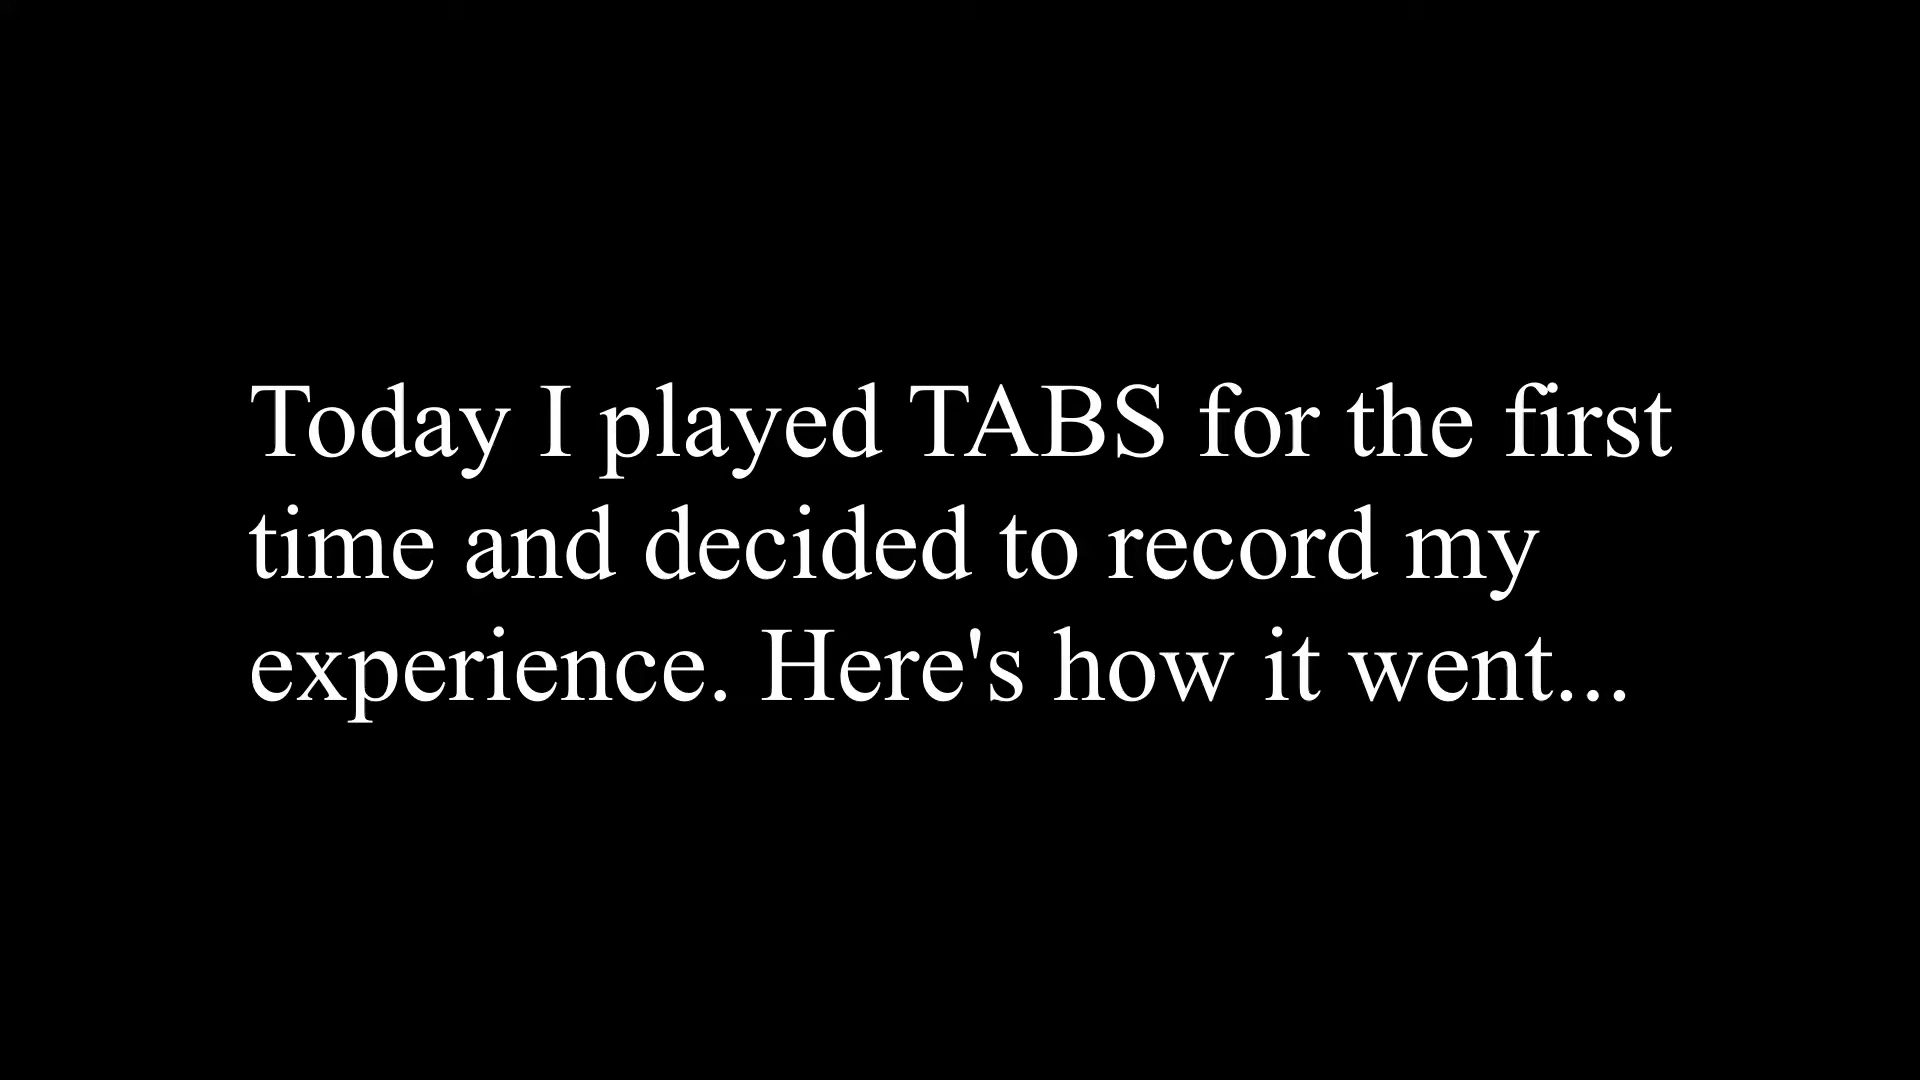 Today I played TABS for the first
time and decided to record my
experience. Here's how it went...